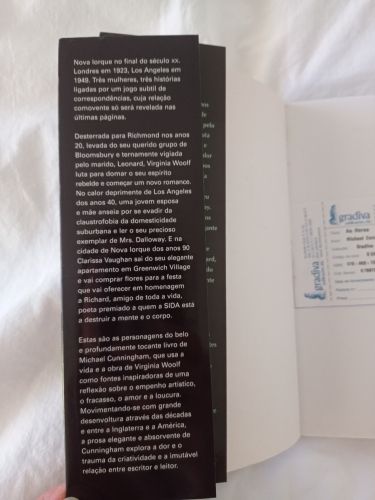 Nova Iorque no final do século XX.
Londres em 1923. Los Angeles em
1949. Três mulheres, três histórias
ligadas por um jogo subtil de
correspondências, cuja relação
comovente só será revelada nas
últimas páginas.
Desterrada para Richmond nos anos
20, levada do seu querido grupo de
Bloomsbury e ternamente vigiada
pelo marido, Leonard, Virginia Woolf
luta para domar o seu espírito
rebelde e começar um novo romance.
No calor deprimente de Los Angeles
dos anos 40, uma jovem esposa
e mãe anseia por se evadir da
claustrofobia da domesticidade
suburbana e ler o seu precioso
exemplar de Mrs. Dalloway. E na
cidade de Nova Iorque dos anos 90
Clarissa Vaughan sai do seu elegante
apartamento em Greenwich Village
e vai comprar flores para a festa
que vai oferecer em homenagem
a Richard, amigo de toda a vida,
poeta premiado a quem a SIDA está
a destruir a mente e o corpo.
Estas são as personagens do belo
e profundamente tocante livro de
Michael Cunningham, que usa a
vida e a obra de Virginia Woolf
como fontes inspiradoras de uma
reflexão sobre o empenho artístico,
o fracasso, o amor e a loucura.
Movimentando-se com grande
desenvoltura através das décadas
e entre a Inglaterra e a América,
a prosa elegante e absorvente de
Cunningham explora a dor e o
trauma da criatividade e a imutável
relação entre escritor e leitor.
gradiva
As Horas
Michael
gradiva